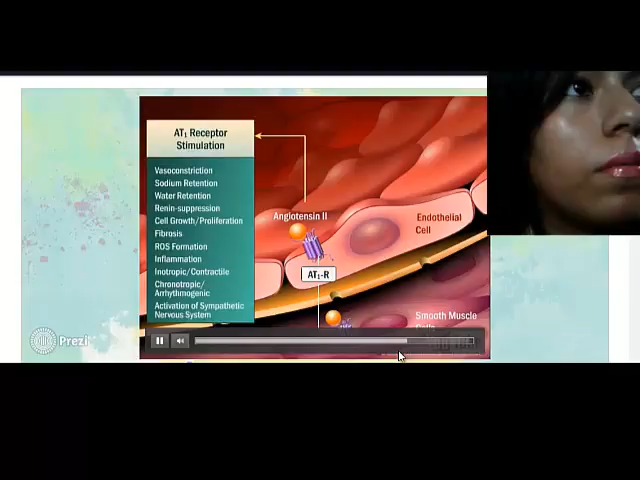 AT₁ Receptor
Stimulation
Vasoconstriction
Sodium Retention
Water Retention
Renin-suppression
Cell Growth/Proliferation
Fibrosis
ROS Formation
Inflammation
Inotropic/Contractile
Chronotropic/
Arrhythmogenic
Activation of Sympathetic
Nervous System
Angiotensin II
Endothelial
Cell
AT₁-R
Smooth Muscle
Cells
Prezi